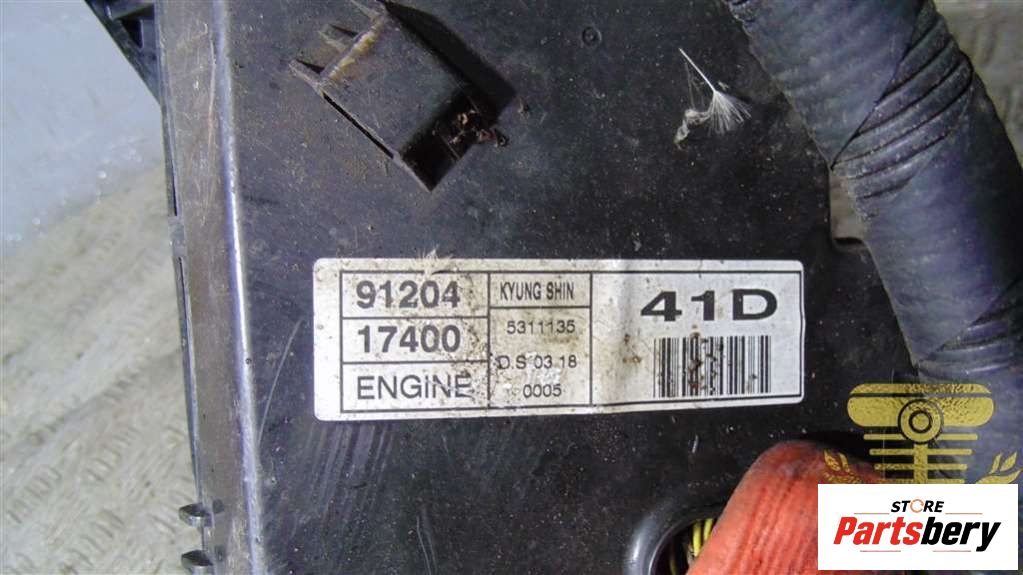 91204
17400
ENGINE
KYUNG SHIN
5311135
D.S 03.18
0005
41D
STORE
Partsbery